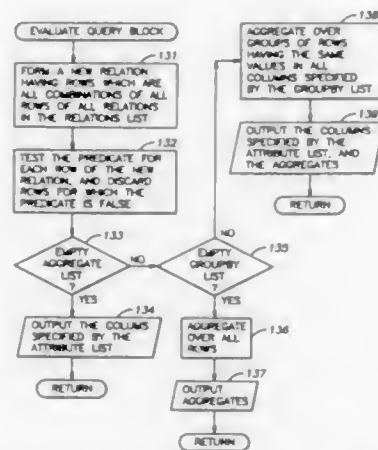 EVALUATE QUERY BLOCK
131
FORM A NEW RELATION
HAVING ROWS WHICH ARE
ALL COMBINATIONS OF ALL
ROWS OF ALL RELATIONS
IN THE RELATIONS LIST
132
TEST THE PREDICATE FOR
EACH ROW OF THE NEW
RELATION, AND DISCARD
ROWS FOR WHICH THE
PREDICATE IS FALSE
133
EMPTY
AGGREGATE
LIST
?
NO
YES
134
OUTPUT THE COLUMS
SPECIFIED BY THE
ATTRIBUTE LIST
RETURN
135
EMPTY
GROUPBY
LIST
?
NO
YES
136
AGGREGATE
OVER ALL
ROWS
137
OUTPUT
AGGREGATES
RETURN
138
AGGREGATE OVER
GROUPS OF ROWS
HAVING THE SAME
VALUES IN ALL
COLUMNS SPECIFIED
BY THE GROUPBY LIST
139
OUTPUT THE COLUMNS
SPECIFIED BY THE
ATTRIBUTE LIST, AND
THE AGGREGATES
RETURN